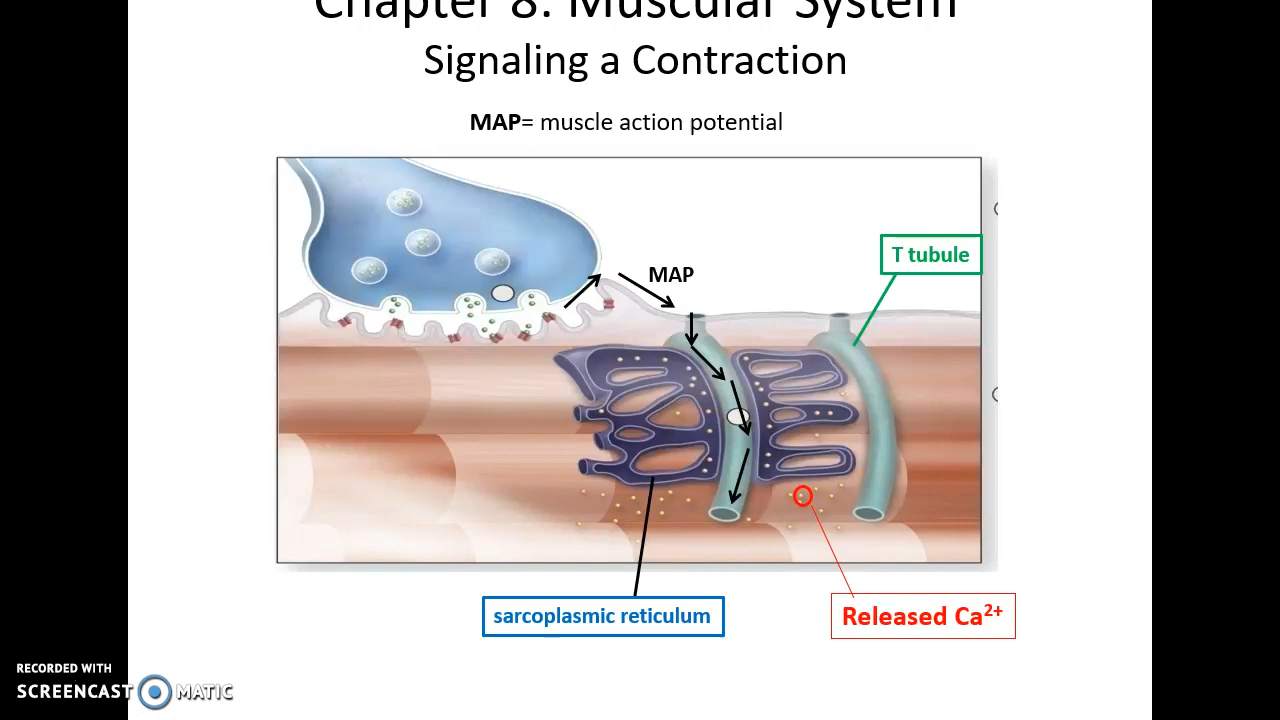 Chapter 8: Muscular System
Signaling a Contraction
MAP= muscle action potential
T tubule
MAP
sarcoplasmic reticulum
Released Ca²⁺
RECORDED WITH
SCREENCAST MATIC